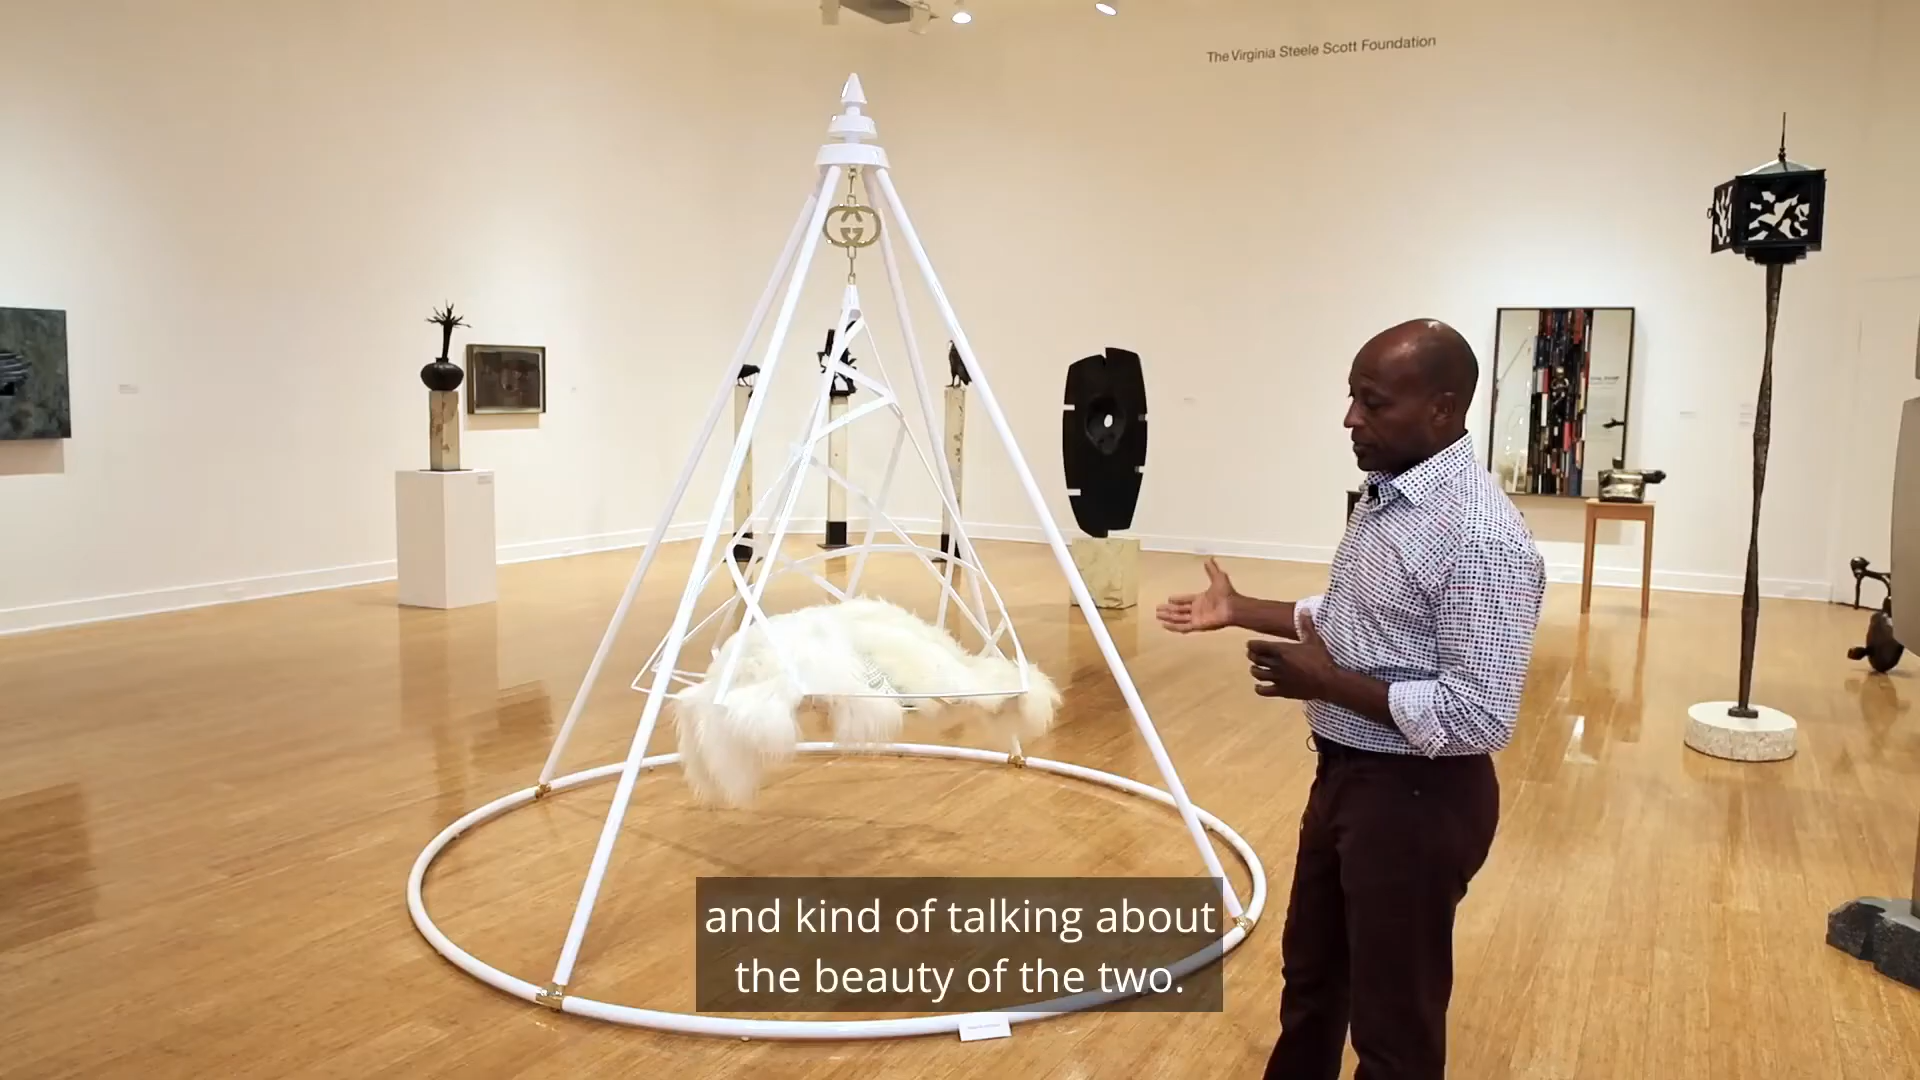 The Virginia Steele Scott Foundation
and kind of talking about
the beauty of the two.